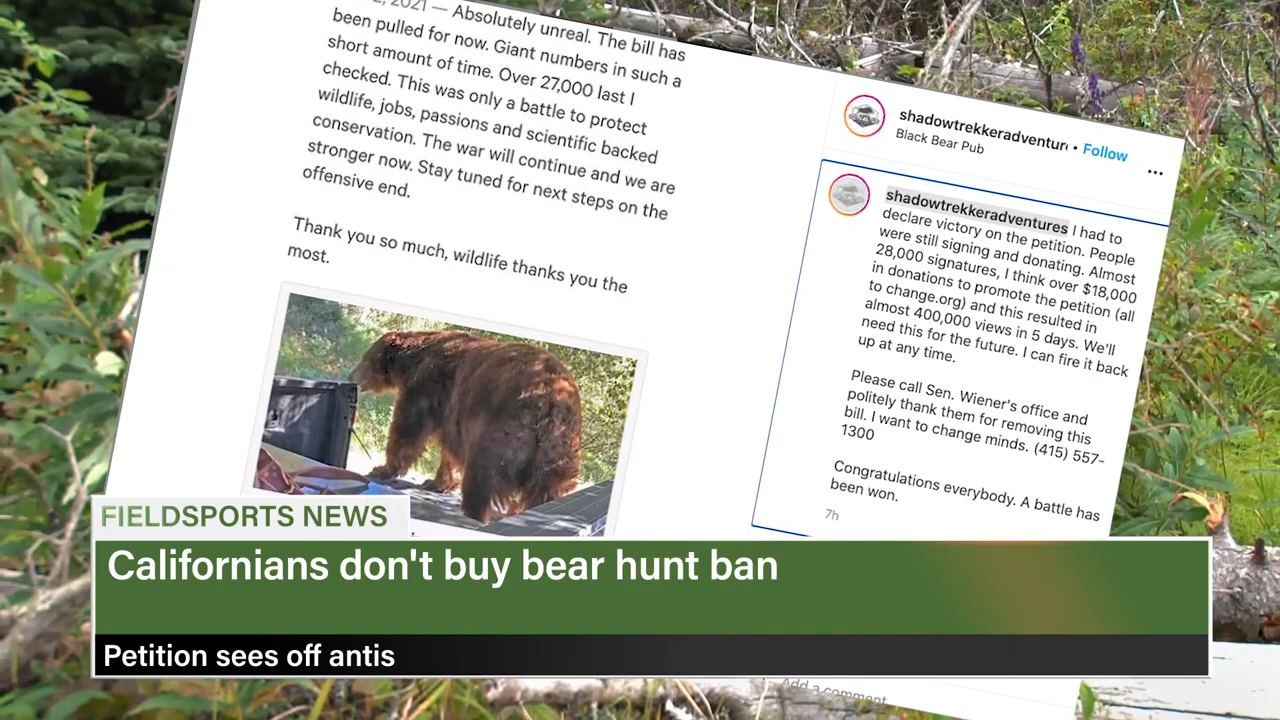 2, 2021 — Absolutely unreal. The bill has
been pulled for now. Giant numbers in such a
short amount of time. Over 27,000 last I
checked. This was only a battle to protect
wildlife, jobs, passions and scientific backed
conservation. The war will continue and we are
stronger now. Stay tuned for next steps on the
offensive end.
Thank you so much, wildlife thanks you the
most.
shadowtrekkeradventur • Follow
Black Bear Pub
shadowtrekkeradventures I had to
declare victory on the petition. People
were still signing and donating. Almost
28,000 signatures, I think over $18,000
in donations to promote the petition (all
to change.org) and this resulted in
almost 400,000 views in 5 days. We'll
need this for the future. I can fire it back
up at any time.
Please call Sen. Wiener's office and
politely thank them for removing this
bill. I want to change minds. (415) 557-
1300
Congratulations everybody. A battle has
been won.
7h
FIELDSPORTS NEWS
Californians don't buy bear hunt ban
Petition sees off antis
Add a comment